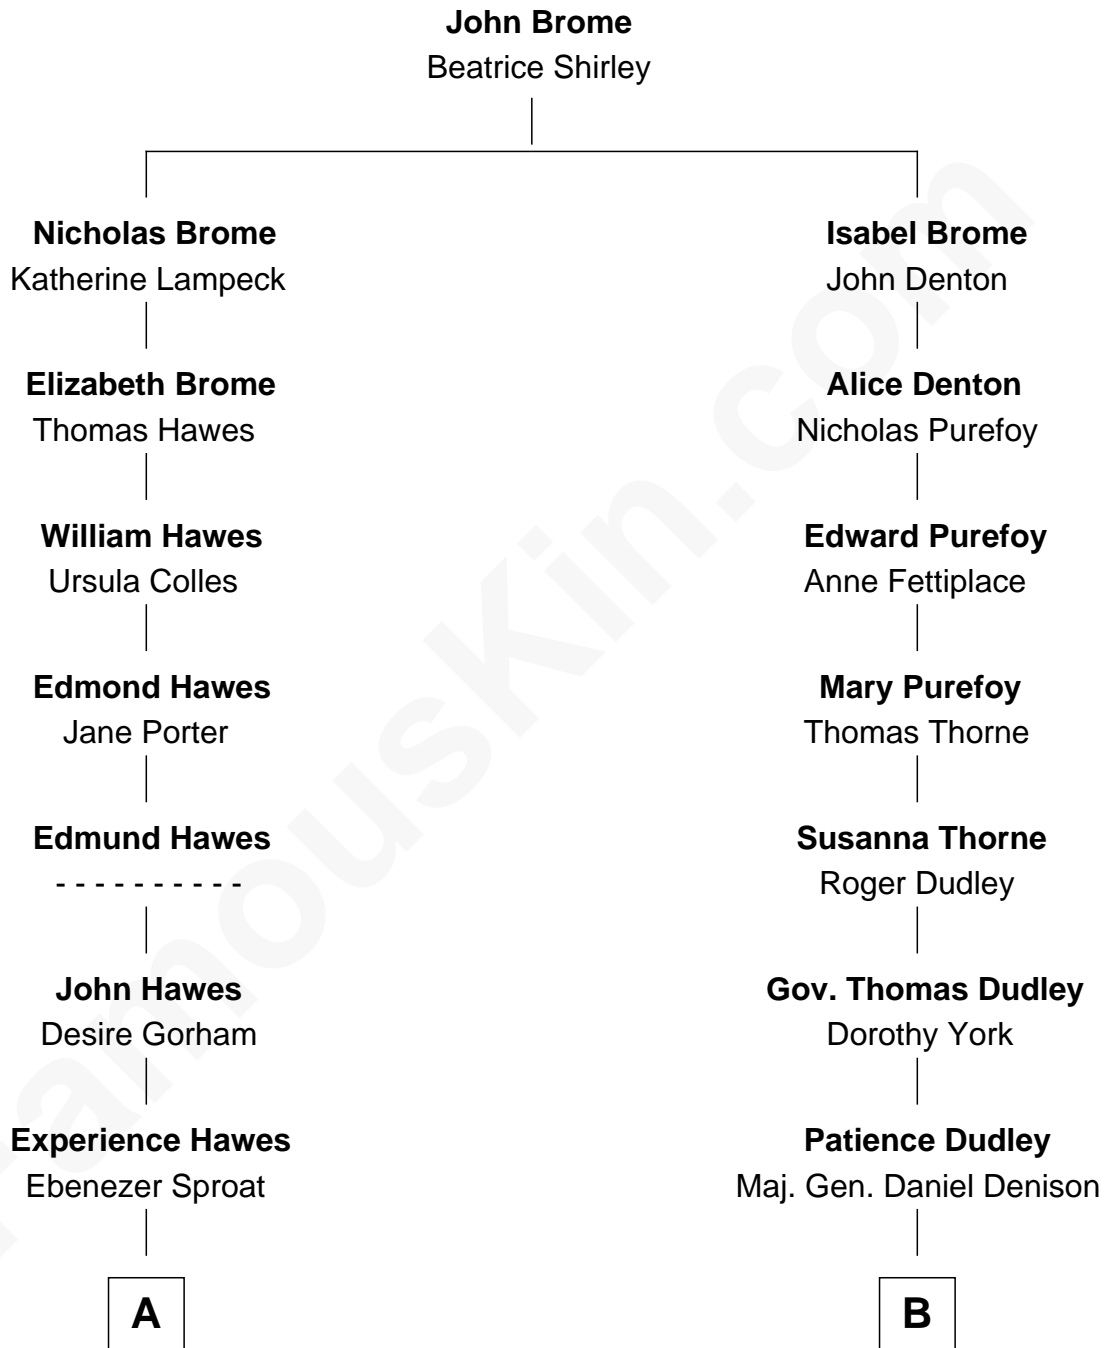 John Brome
Beatrice Shirley
Nicholas Brome
Katherine Lampeck
Isabel Brome
John Denton
Elizabeth Brome
Thomas Hawes
Alice Denton
Nicholas Purefoy
William Hawes
Ursula Colles
Edward Purefoy
Anne Fettiplace
Edmond Hawes
Jane Porter
Mary Purefoy
Thomas Thorne
Edmund Hawes
- - - - - - - - - -
Susanna Thorne
Roger Dudley
John Hawes
Desire Gorham
Gov. Thomas Dudley
Dorothy York
Experience Hawes
Ebenezer Sproat
Patience Dudley
Maj. Gen. Daniel Denison
A
B
FamousKin.com